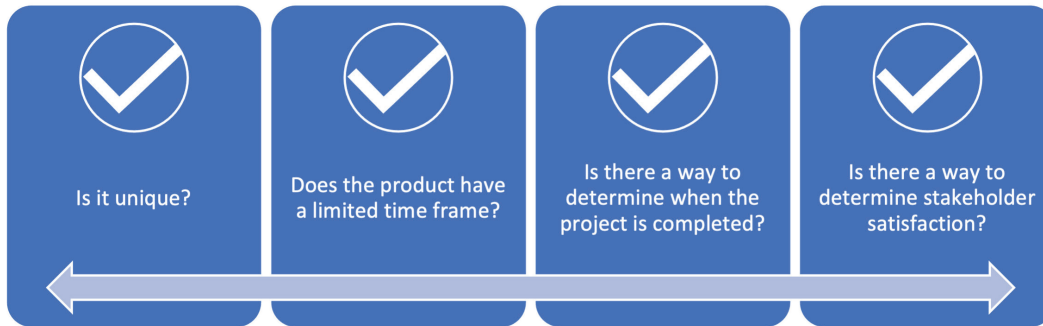 Is it unique?
Does the product have
a limited time frame?
Is there a way to
determine when the
project is completed?
Is there a way to
determine stakeholder
satisfaction?